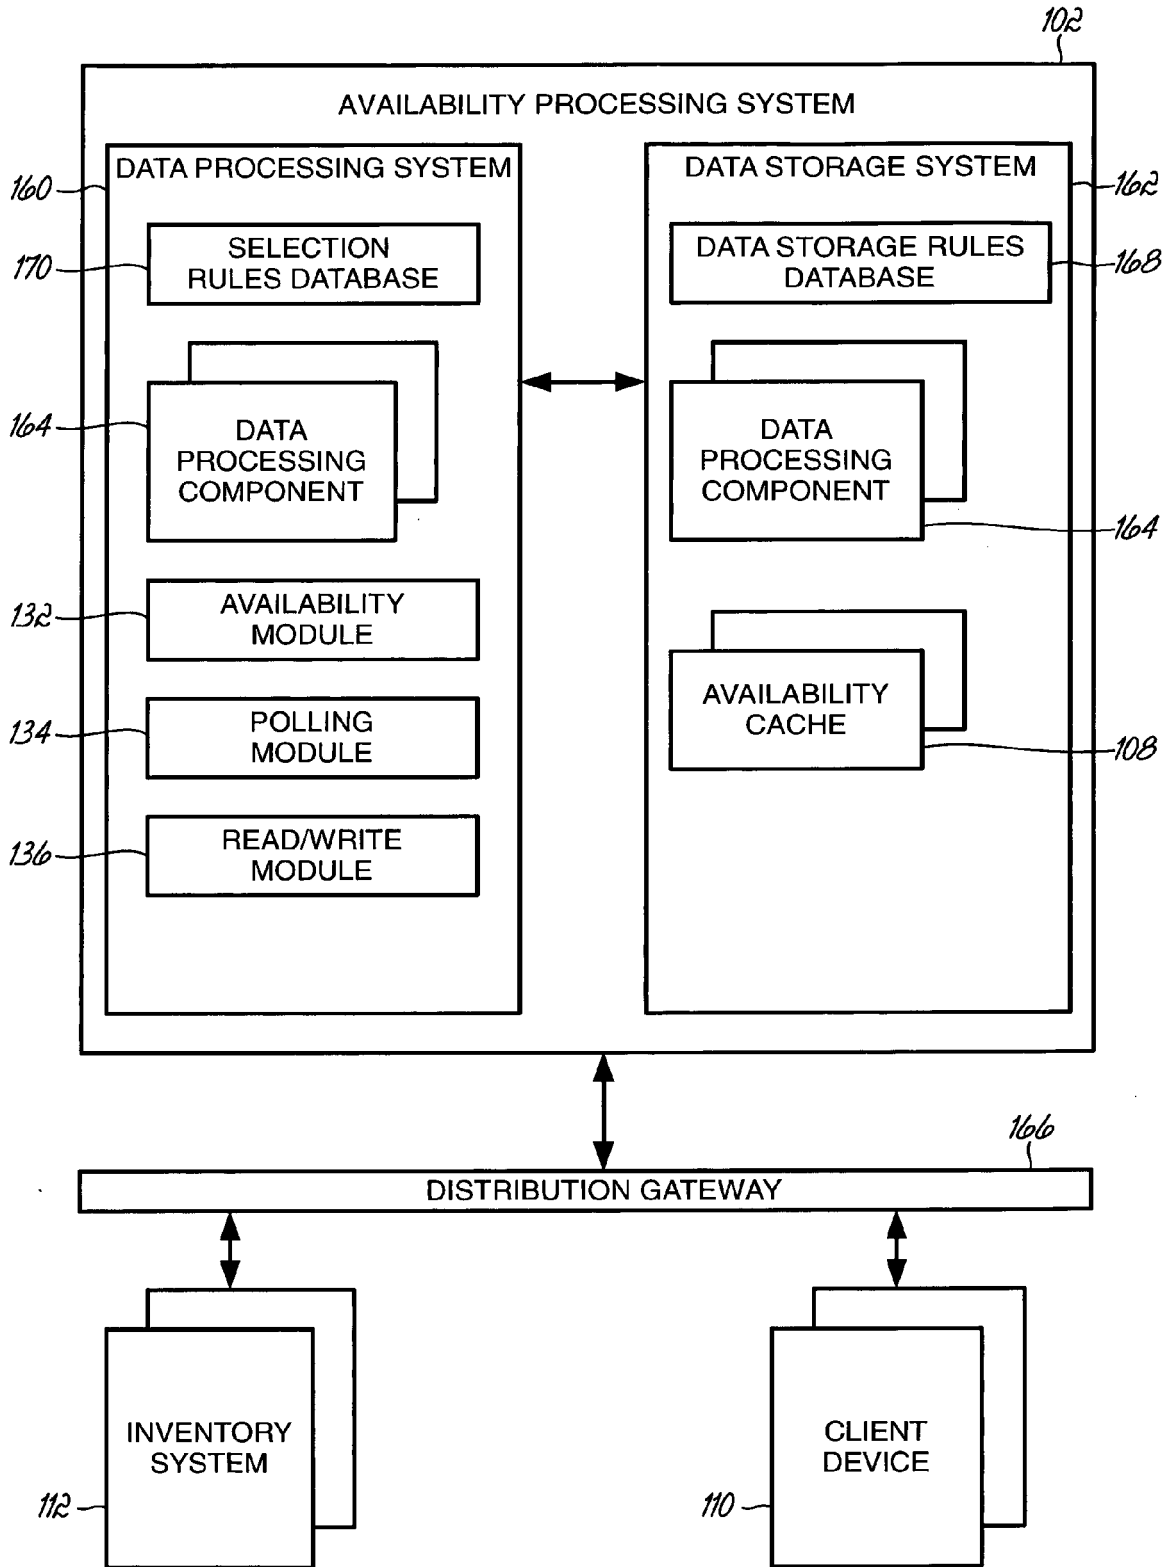 102
AVAILABILITY PROCESSING SYSTEM
DATA PROCESSING SYSTEM
160
SELECTION
RULES DATABASE
170
164
DATA
PROCESSING
COMPONENT
132
AVAILABILITY
MODULE
134
POLLING
MODULE
136
READ/WRITE
MODULE
DATA STORAGE SYSTEM
162
DATA STORAGE RULES
DATABASE
168
DATA
PROCESSING
COMPONENT
164
AVAILABILITY
CACHE
108
166
DISTRIBUTION GATEWAY
INVENTORY
SYSTEM
112
CLIENT
DEVICE
110